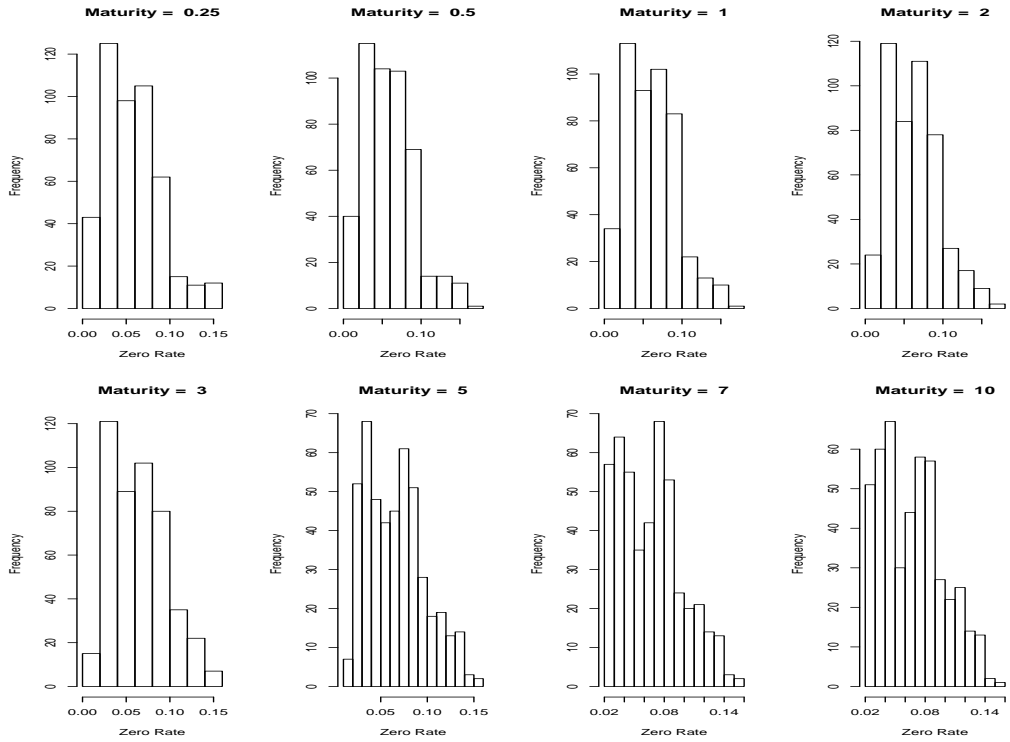 Maturity = 0.25
Frequency
0 20 40 60 80 100 120
0.00 0.05 0.10 0.15
Zero Rate
Maturity = 0.5
Frequency
0 20 40 60 80 100
0.00 0.10
Zero Rate
Maturity = 1
Frequency
0 20 40 60 80 100
0.00 0.10
Zero Rate
Maturity = 2
Frequency
0 20 40 60 80 100 120
0.00 0.10
Zero Rate
Maturity = 3
Frequency
0 20 40 60 80 100 120
0.00 0.05 0.10 0.15
Zero Rate
Maturity = 5
Frequency
0 10 20 30 40 50 60 70
0.05 0.10 0.15
Zero Rate
Maturity = 7
Frequency
0 10 20 30 40 50 60 70
0.02 0.08 0.14
Zero Rate
Maturity = 10
Frequency
0 10 20 30 40 50 60
0.02 0.08 0.14
Zero Rate